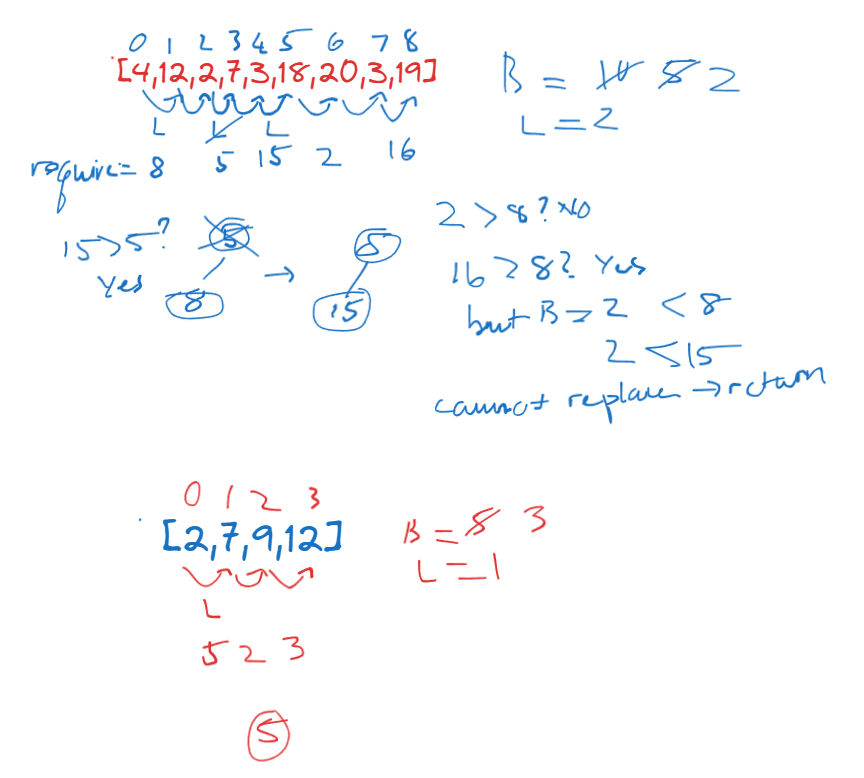 0 1 2 3 4 5 6 7 8
[4,12,2,7,3,18,20,3,19]
B = 10 5 2
L = 2
L L L
require = 8 5 15 2 16
15 > 5? Yes
5
8
→
8
15
2 > 8? NO
16 > 8? Yes
but B = 2 < 8
2 < 15
cannot replace → return
0 1 2 3
[2,7,9,12]
B = 8 3
L = 1
L
5 2 3
5